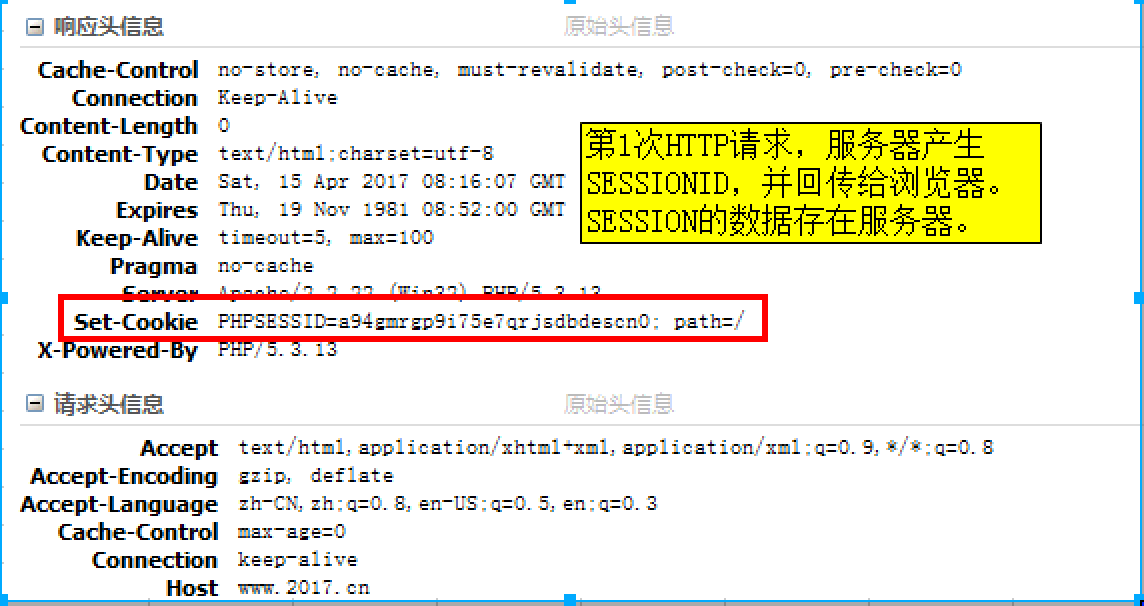 响应头信息 原始头信息
Cache-Control no-store, no-cache, must-revalidate, post-check=0, pre-check=0
Connection Keep-Alive
Content-Length 0
Content-Type text/html;charset=utf-8
Date Sat, 15 Apr 2017 08:16:07 GMT
Expires Thu, 19 Nov 1981 08:52:00 GMT
Keep-Alive timeout=5, max=100
Pragma no-cache
Server Apache/2.2.22 (Win32) PHP/5.3.13
Set-Cookie PHPSESSID=a94gmrgp9i75e7qrjsdbdescn0; path=/
X-Powered-By PHP/5.3.13
第1次HTTP请求，服务器产生
SESSIONID，并回传给浏览器。
SESSION的数据存在服务器。
请求头信息 原始头信息
Accept text/html,application/xhtml+xml,application/xml;q=0.9,*/*;q=0.8
Accept-Encoding gzip, deflate
Accept-Language zh-CN,zh;q=0.8,en-US;q=0.5,en;q=0.3
Cache-Control max-age=0
Connection keep-alive
Host www.2017.cn